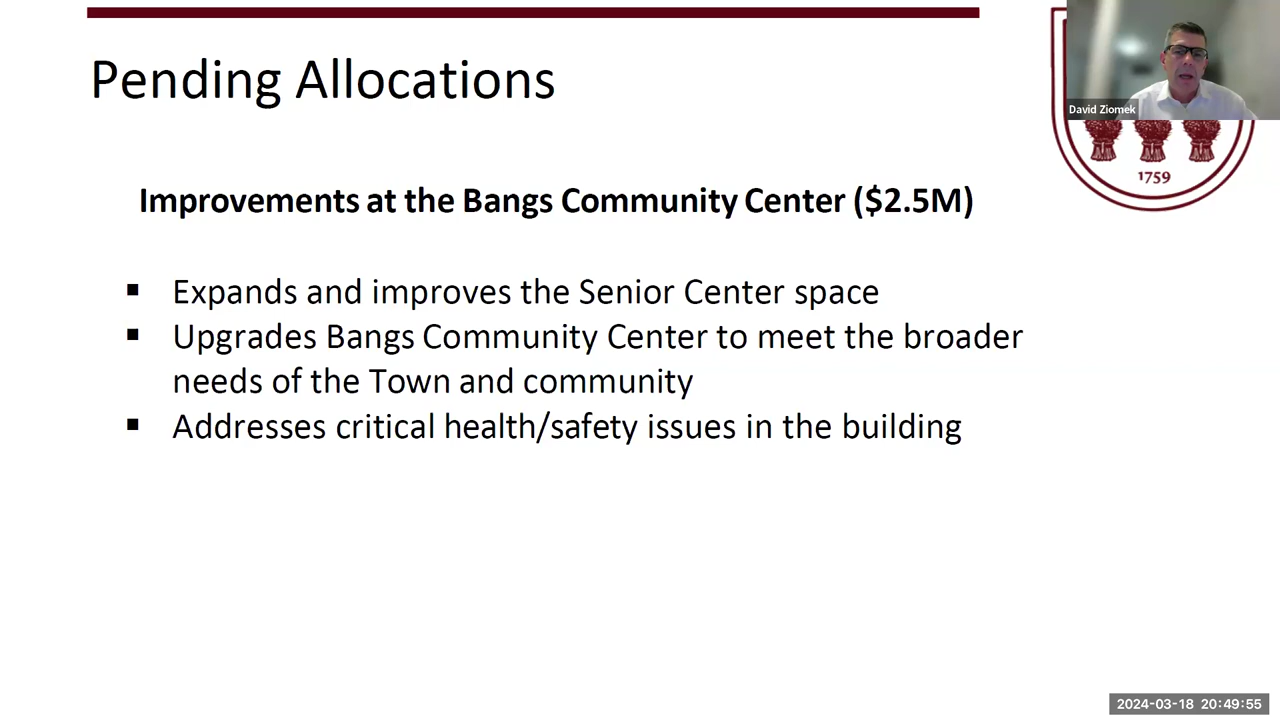 Pending Allocations
David Ziomek
1759
Improvements at the Bangs Community Center ($2.5M)
▪ Expands and improves the Senior Center space
▪ Upgrades Bangs Community Center to meet the broader
needs of the Town and community
▪ Addresses critical health/safety issues in the building
2024-03-18 20:49:55